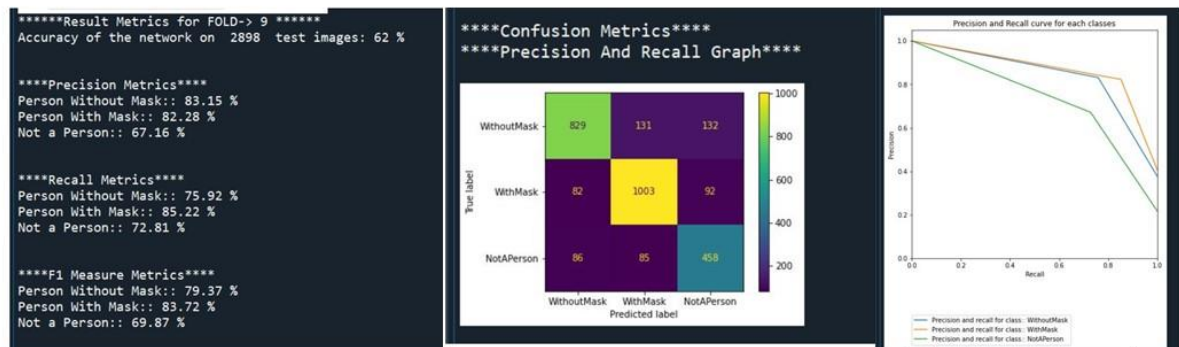 ******Result Metrics for FOLD-> 9 ******
Accuracy of the network on 2898 test images: 62 %
****Precision Metrics****
Person Without Mask:: 83.15 %
Person With Mask:: 82.28 %
Not a Person:: 67.16 %
****Recall Metrics****
Person Without Mask:: 75.92 %
Person With Mask:: 85.22 %
Not a Person:: 72.81 %
****F1 Measure Metrics****
Person Without Mask:: 79.37 %
Person With Mask:: 83.72 %
Not a Person:: 69.87 %
****Confusion Metrics****
****Precision And Recall Graph****
True label
WithoutMask 829 131 132
WithMask 82 1003 92
NotAPerson 86 85 458
WithoutMask WithMask NotAPerson
Predicted label
1000
800
600
400
200
Precision and Recall curve for each classes
Precision
1.0
0.8
0.6
0.4
0.2
0.0
0.0 0.2 0.4 0.6 0.8 1.0
Recall
Precision and recall for class:: WithoutMask
Precision and recall for class:: WithMask
Precision and recall for class:: NotAPerson